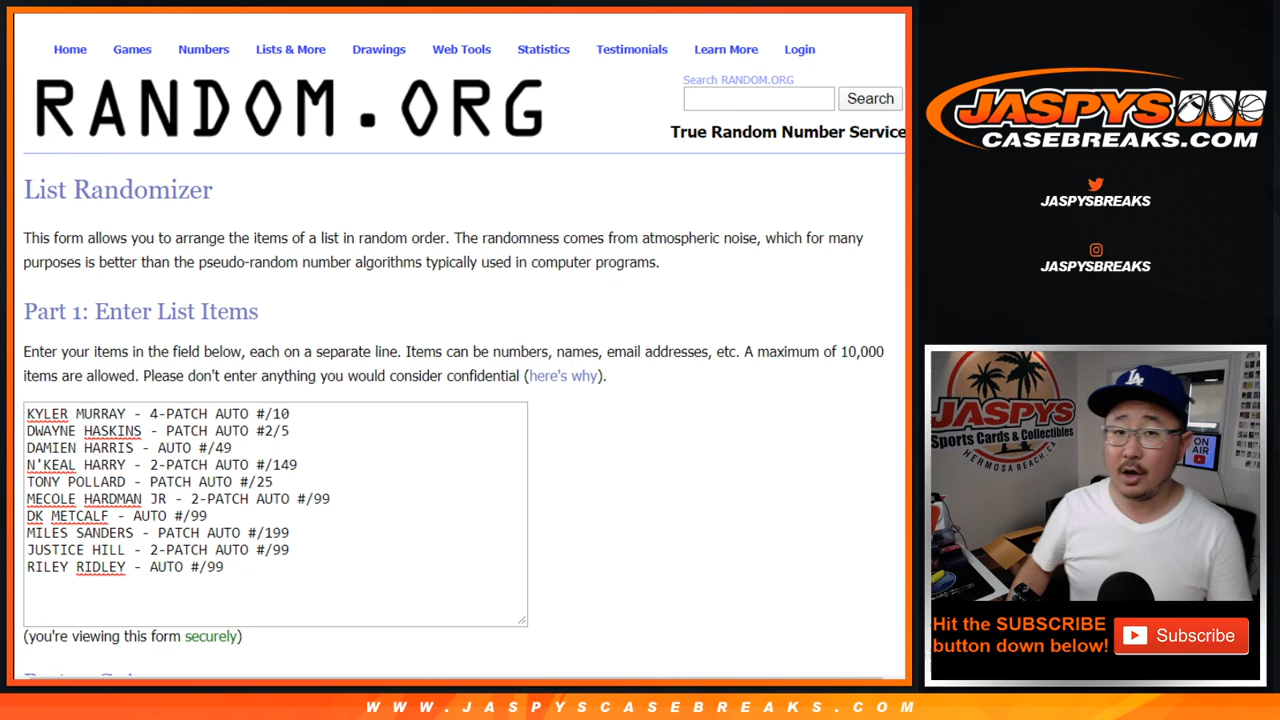 Home Games Numbers Lists & More Drawings Web Tools Statistics Testimonials Learn More Login
RANDOM.ORG
Search RANDOM.ORG
Search
True Random Number Service
List Randomizer
This form allows you to arrange the items of a list in random order. The randomness comes from atmospheric noise, which for many
purposes is better than the pseudo-random number algorithms typically used in computer programs.
Part 1: Enter List Items
Enter your items in the field below, each on a separate line. Items can be numbers, names, email addresses, etc. A maximum of 10,000
items are allowed. Please don't enter anything you would consider confidential (here's why).
KYLER MURRAY - 4-PATCH AUTO #/10
DWAYNE HASKINS - PATCH AUTO #2/5
DAMIEN HARRIS - AUTO #/49
N'KEAL HARRY - 2-PATCH AUTO #/149
TONY POLLARD - PATCH AUTO #/25
MECOLE HARDMAN JR - 2-PATCH AUTO #/99
DK METCALF - AUTO #/99
MILES SANDERS - PATCH AUTO #/199
JUSTICE HILL - 2-PATCH AUTO #/99
RILEY RIDLEY - AUTO #/99
(you're viewing this form securely)
JASPYS
CASEBREAKS.COM
JASPYSBREAKS
JASPYSBREAKS
JASPYS
Sports Cards & Collectibles
HERMOSA BEACH, CA
LA
ON
AIR
Hit the SUBSCRIBE
button down below!
Subscribe
WWW.JASPYSCASEBREAKS.COM